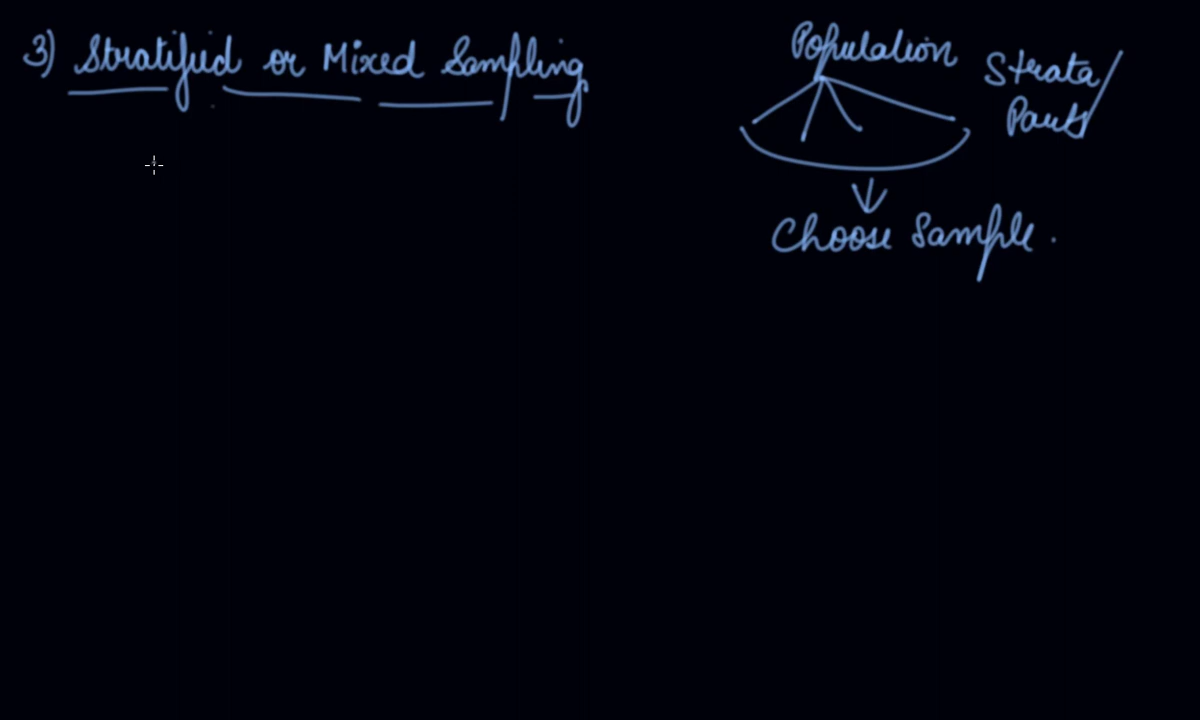 3) Stratified or Mixed Sampling
Population
Strata/
Parts
Choose Sample.